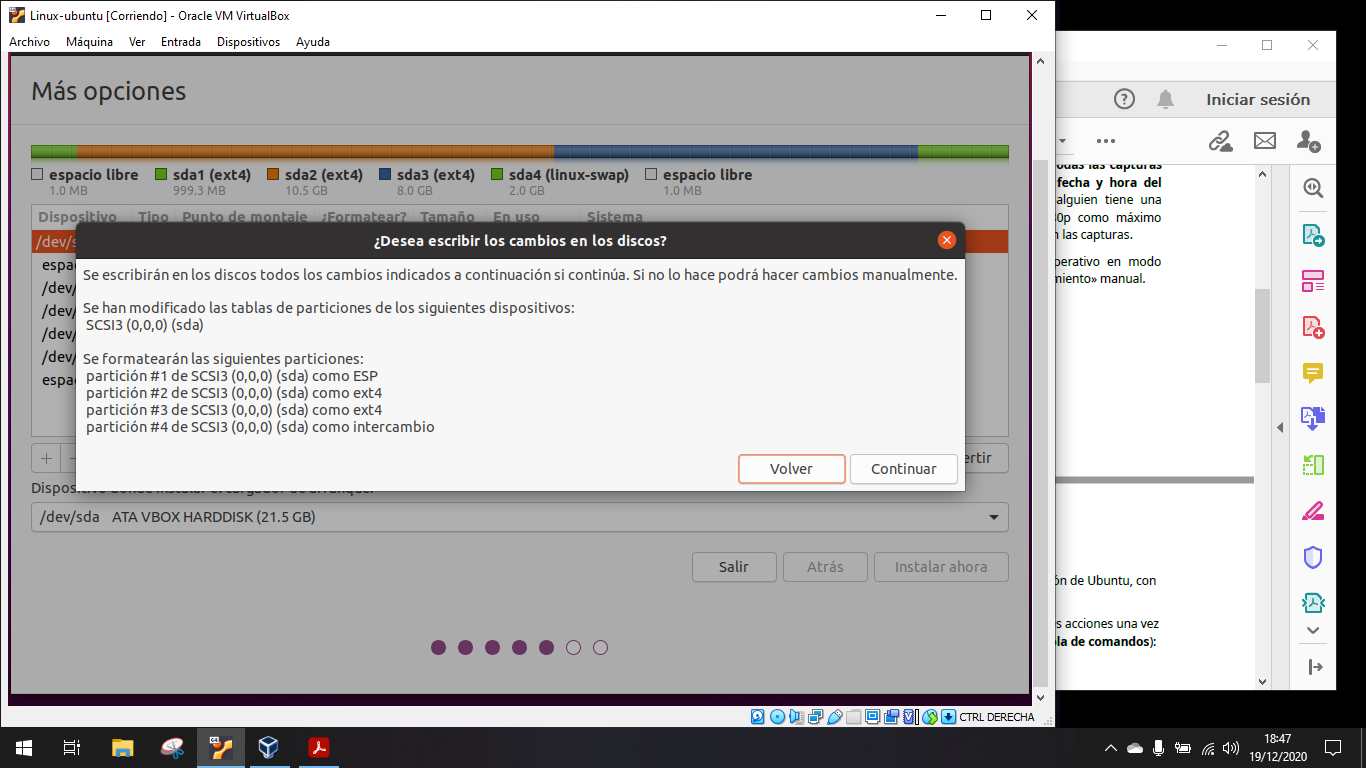 Linux-ubuntu [Corriendo] - Oracle VM VirtualBox
Archivo Máquina Ver Entrada Dispositivos Ayuda
Más opciones
espacio libre sda1 (ext4) sda2 (ext4) sda3 (ext4) sda4 (linux-swap) espacio libre
1.0 MB 999.3 MB 10.5 GB 8.0 GB 2.0 GB 1.0 MB
Dispositivo Tipo Punto de montaje ¿Formatear? Tamaño En uso Sistema
/dev/s
espa
/dev/
/dev/
/dev/
/dev/
espa
¿Desea escribir los cambios en los discos?
Se escribirán en los discos todos los cambios indicados a continuación si continúa. Si no lo hace podrá hacer cambios manualmente.
Se han modificado las tablas de particiones de los siguientes dispositivos:
SCSI3 (0,0,0) (sda)
Se formatearán las siguientes particiones:
partición #1 de SCSI3 (0,0,0) (sda) como ESP
partición #2 de SCSI3 (0,0,0) (sda) como ext4
partición #3 de SCSI3 (0,0,0) (sda) como ext4
partición #4 de SCSI3 (0,0,0) (sda) como intercambio
Volver Continuar
+ - ertir
Dispositivo donde instalar el cargador de arranque:
/dev/sda ATA VBOX HARDDISK (21.5 GB)
Salir Atrás Instalar ahora
CTRL DERECHA
Iniciar sesión
odas las capturas
fecha y hora del
alguien tiene una
80p como máximo
n las capturas.
perativo en modo
miento» manual.
ón de Ubuntu, con
es acciones una vez
la de comandos):
18:47
19/12/2020